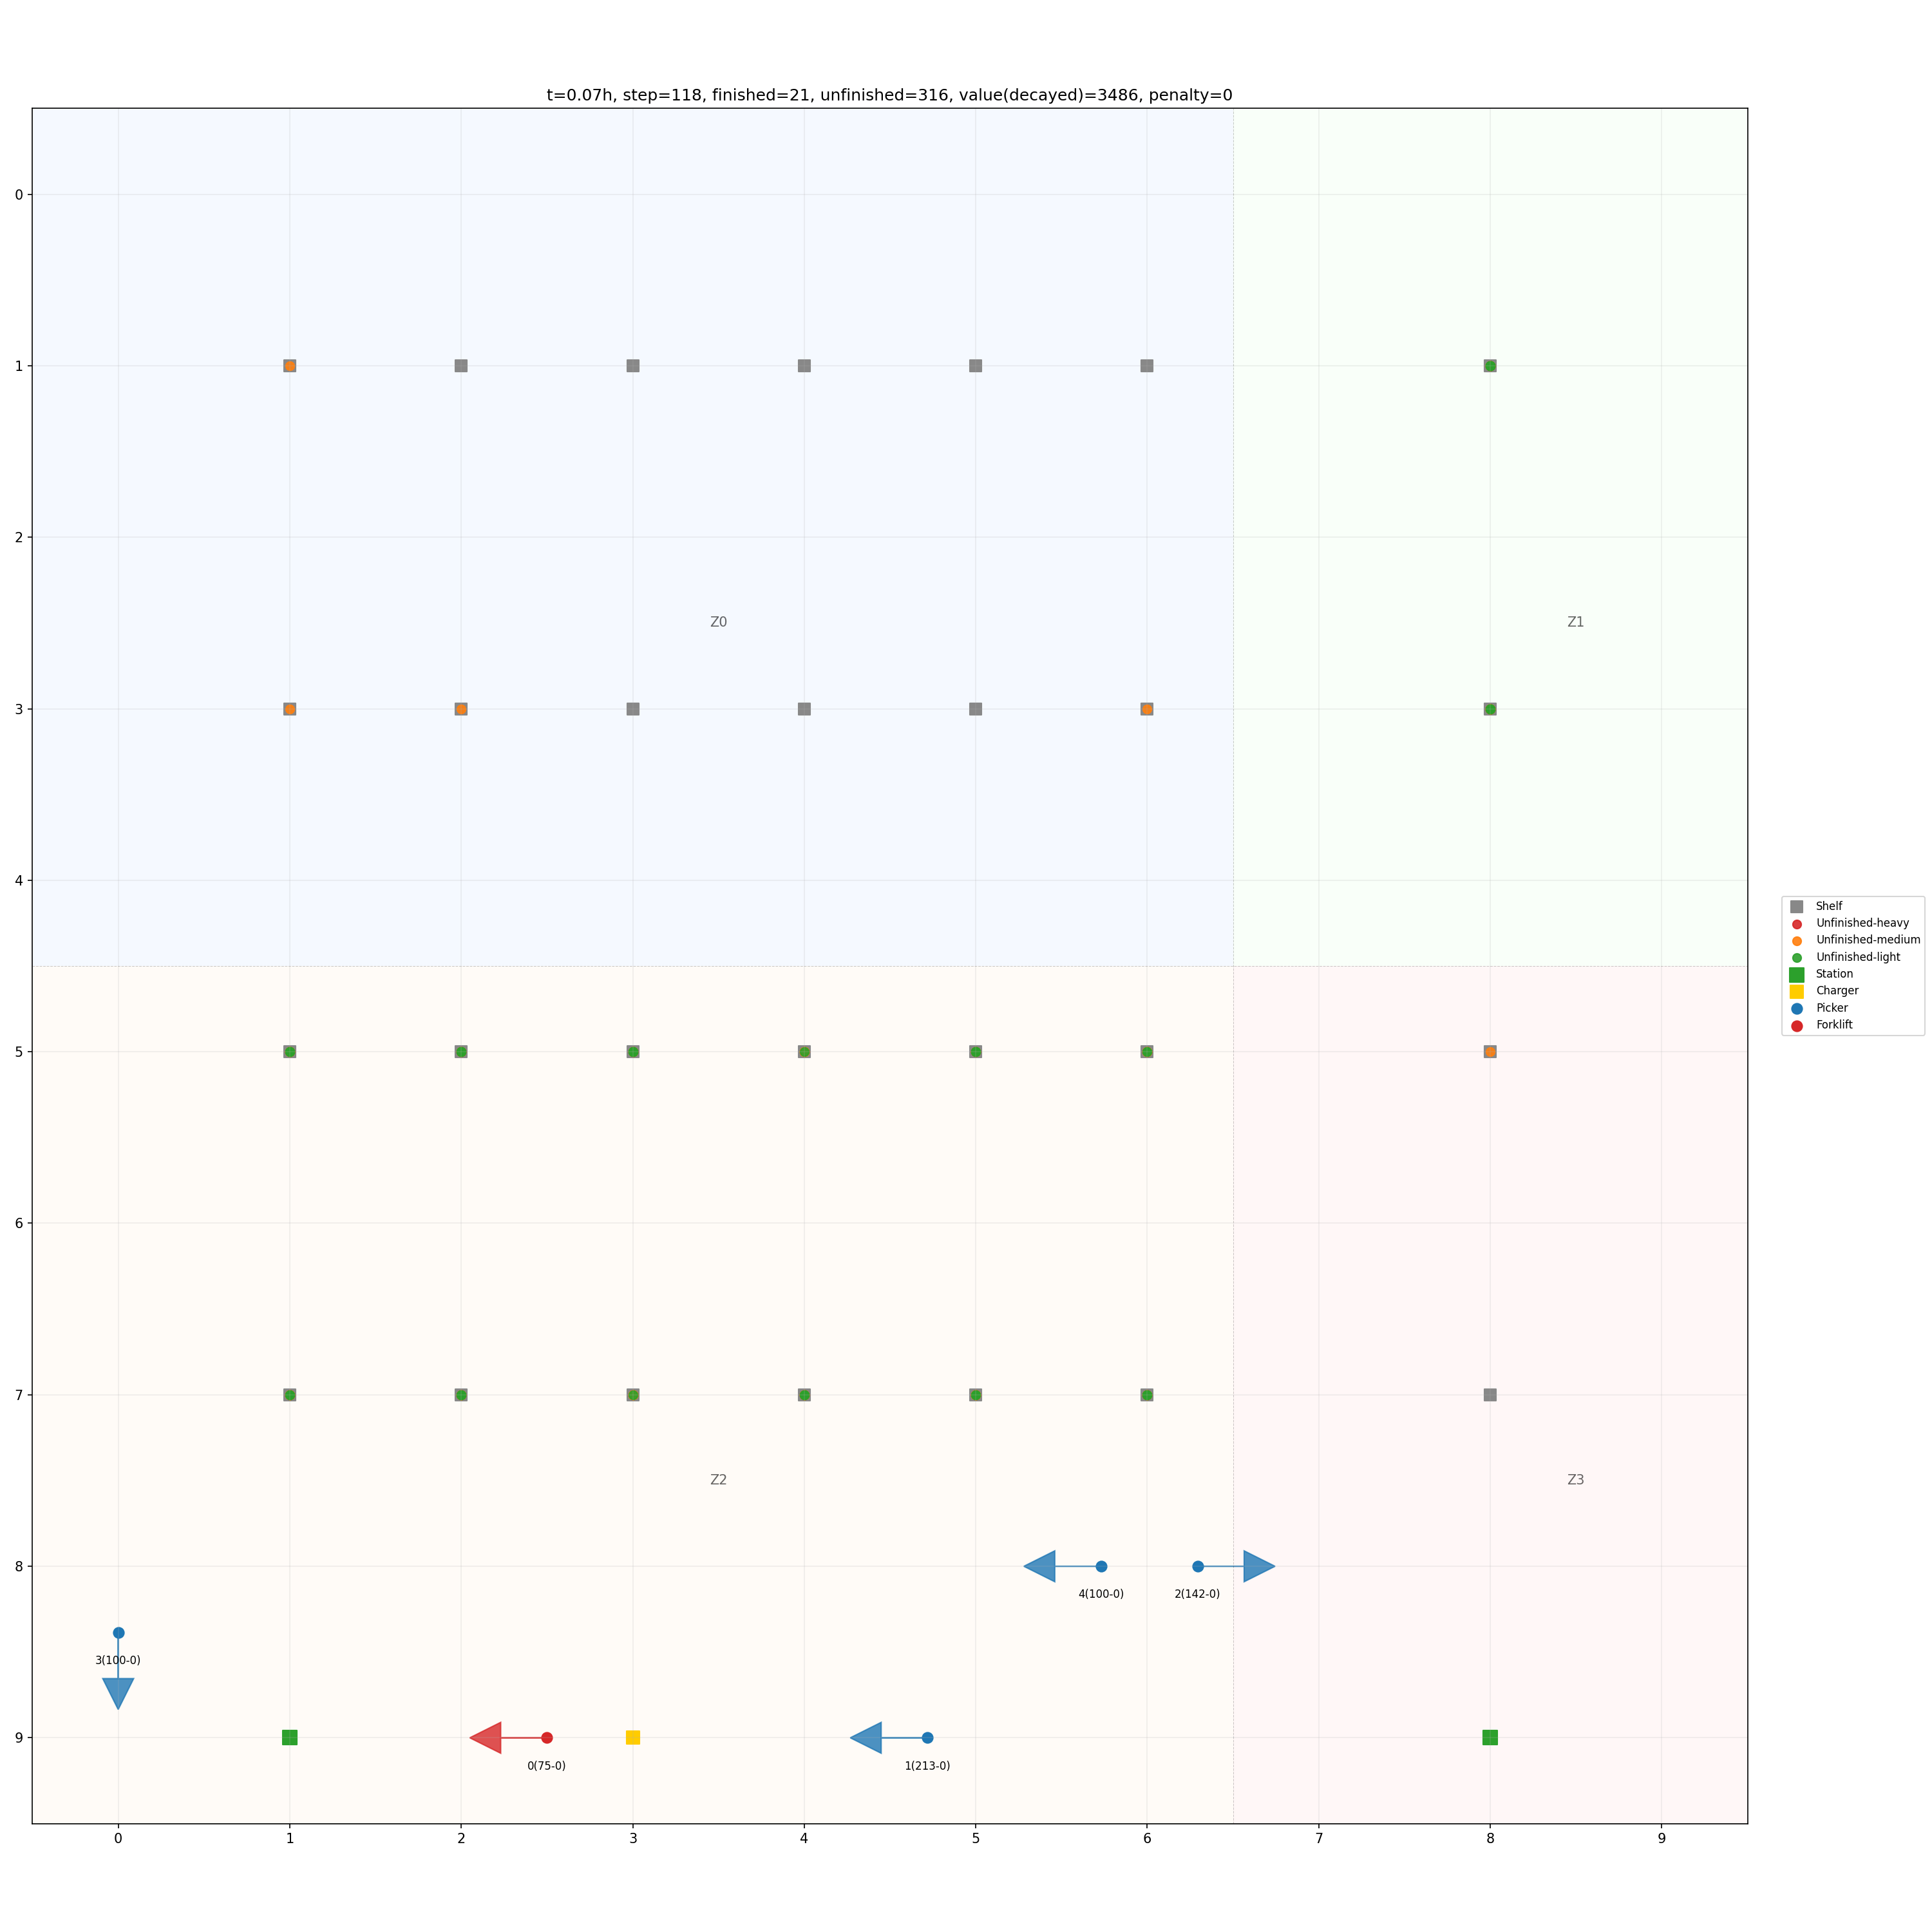 t=0.07h, step=118, finished=21, unfinished=316, value(decayed)=3486, penalty=0
0
1
2
Z0
Z1
3
4
Shelf
Unfinished-heavy
Unfinished-medium
Unfinished-light
Station
Charger
Picker
Forklift
5
6
7
Z2
Z3
8
4(100-0)
2(142-0)
3(100-0)
9
0(75-0)
1(213-0)
0 1 2 3 4 5 6 7 8 9